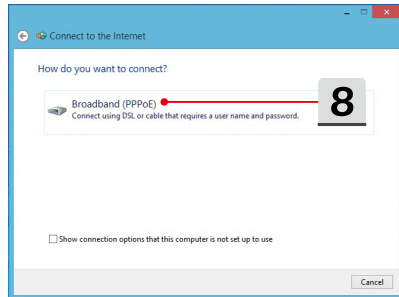 Connect to the Internet
How do you want to connect?
Broadband (PPPoE)
8
Connect using DSL or cable that requires a user name and password.
Show connection options that this computer is not set up to use
Cancel